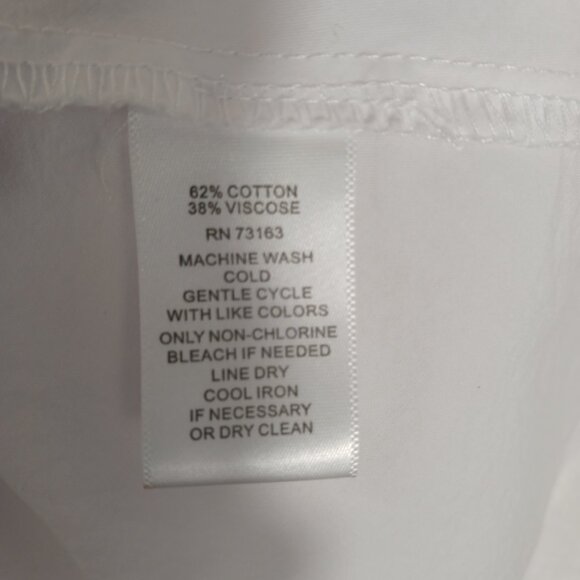 62% COTTON
38% VISCOSE
RN 73163
MACHINE WASH
COLD
GENTLE CYCLE
WITH LIKE COLORS
ONLY NON-CHLORINE
BLEACH IF NEEDED
LINE DRY
COOL IRON
IF NECESSARY
OR DRY CLEAN